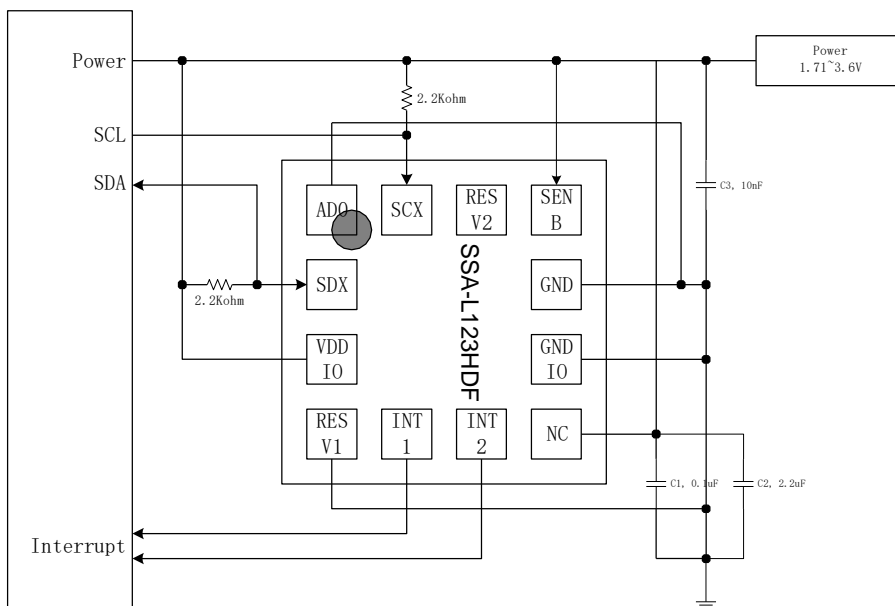 Power
SCL
SDA
Interrupt
2.2Kohm
2.2Kohm
Power
1.71~3.6V
C3, 10nF
ADO
SCX
RES
V2
SEN
B
SDX
GND
VDD
IO
GND
IO
RES
V1
INT
1
INT
2
NC
SSA-L123HDF
C1, 0.1uF
C2, 2.2uF